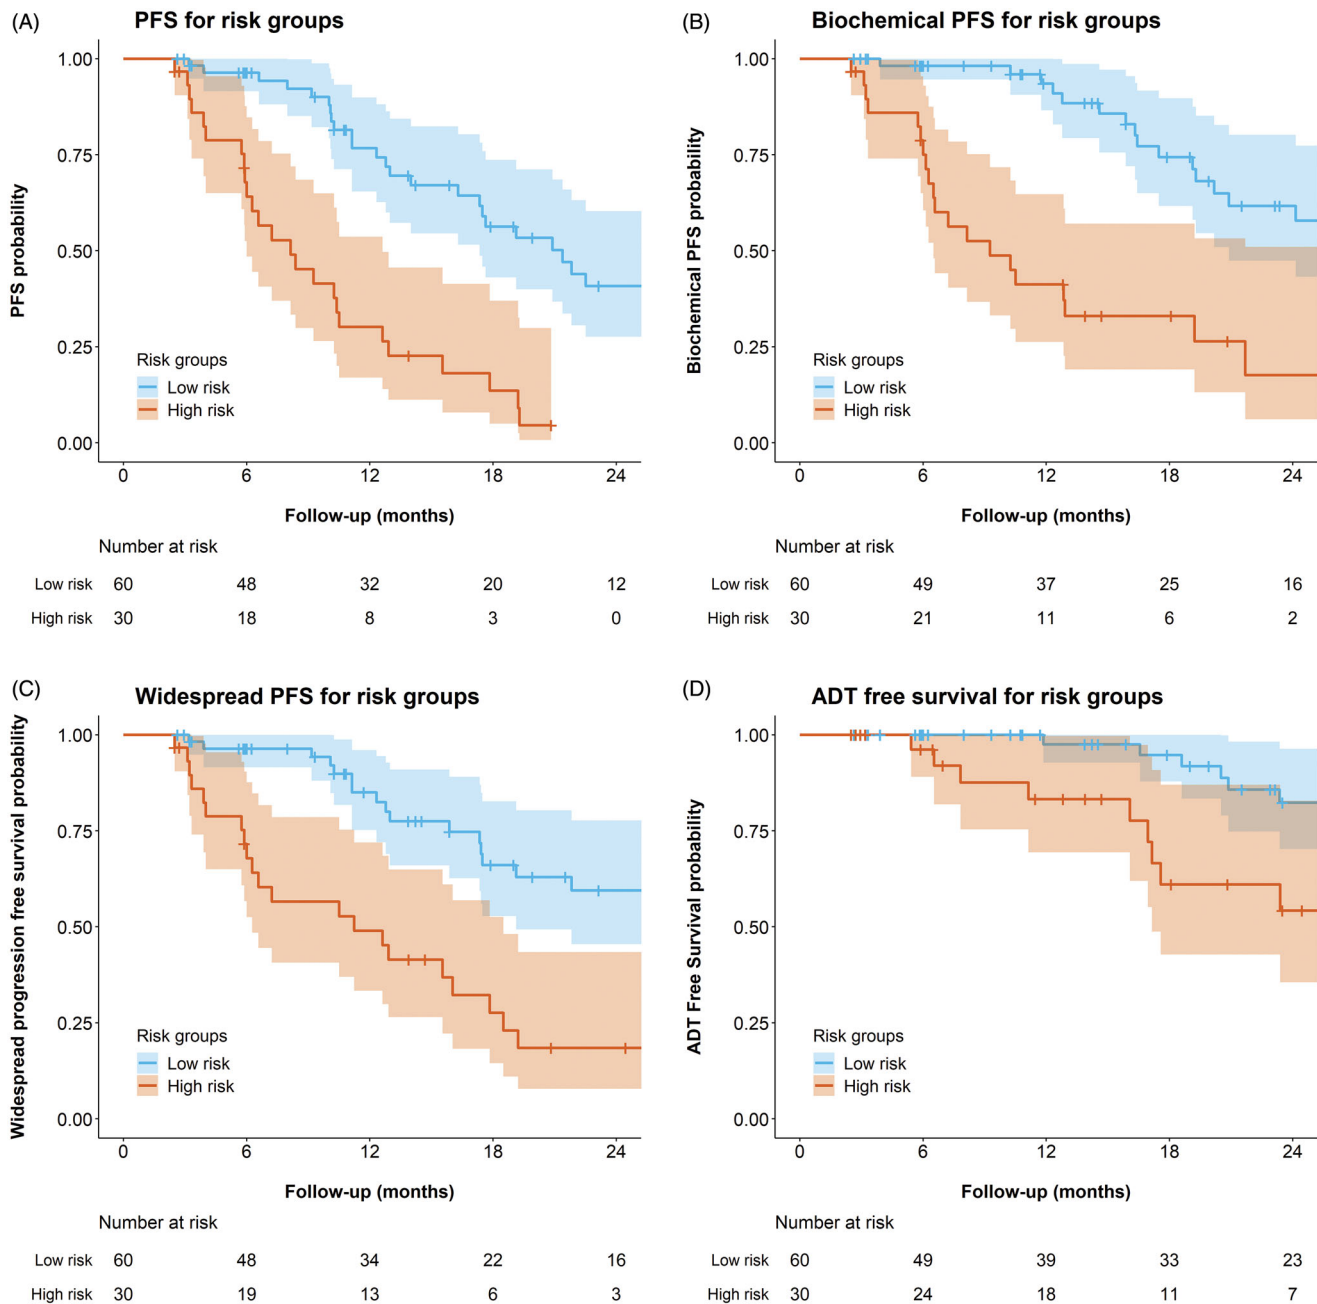 (A)
PFS for risk groups
1.00
0.75
0.50
0.25
0.00
PFS probability
Risk groups
Low risk
High risk
0 6 12 18 24
Follow-up (months)
Number at risk
Low risk 60 48 32 20 12
High risk 30 18 8 3 0
(B)
Biochemical PFS for risk groups
1.00
0.75
0.50
0.25
0.00
Biochemical PFS probability
Risk groups
Low risk
High risk
0 6 12 18 24
Follow-up (months)
Number at risk
Low risk 60 49 37 25 16
High risk 30 21 11 6 2
(C)
Widespread PFS for risk groups
1.00
0.75
0.50
0.25
0.00
Widespread progression free survival probability
Risk groups
Low risk
High risk
0 6 12 18 24
Follow-up (months)
Number at risk
Low risk 60 48 34 22 16
High risk 30 19 13 6 3
(D)
ADT free survival for risk groups
1.00
0.75
0.50
0.25
0.00
ADT Free Survival probability
Risk groups
Low risk
High risk
0 6 12 18 24
Follow-up (months)
Number at risk
Low risk 60 49 39 33 23
High risk 30 24 18 11 7